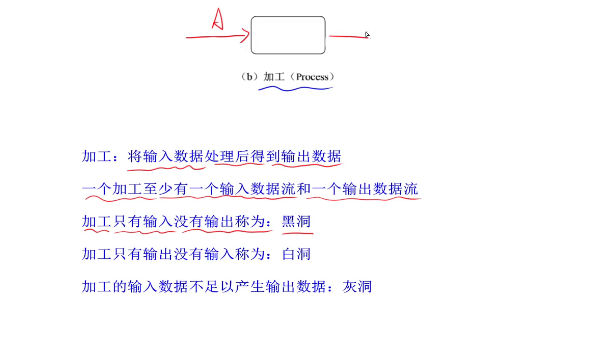 A
（b）加工（Process）
加工：将输入数据处理后得到输出数据
一个加工至少有一个输入数据流和一个输出数据流
加工只有输入没有输出称为：黑洞
加工只有输出没有输入称为：白洞
加工的输入数据不足以产生输出数据：灰洞